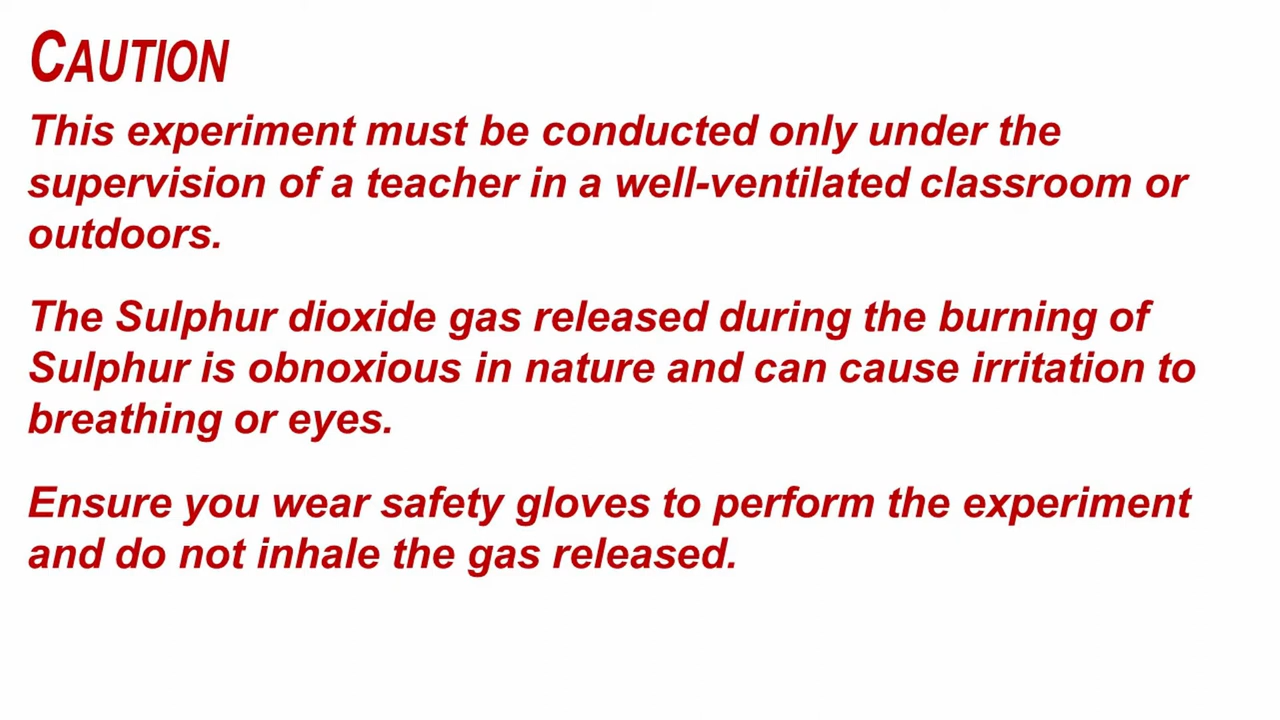 CAUTION
This experiment must be conducted only under the
supervision of a teacher in a well-ventilated classroom or
outdoors.
The Sulphur dioxide gas released during the burning of
Sulphur is obnoxious in nature and can cause irritation to
breathing or eyes.
Ensure you wear safety gloves to perform the experiment
and do not inhale the gas released.